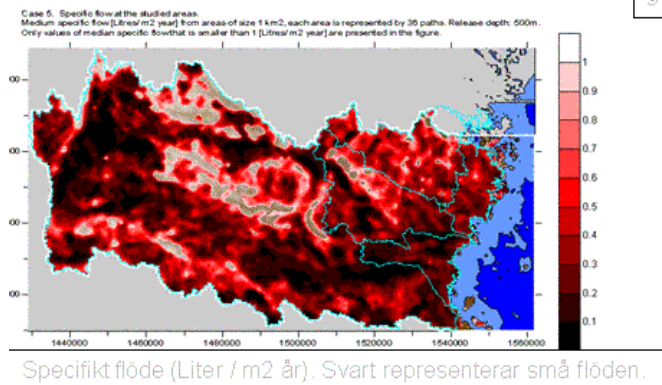 Case 5. Specific flow at the studied areas.
Medium specific flow [Litres/ m2 year] from areas of size 1 km2, each area is represented by 36 paths. Release depth: 500m.
Only values of median specific flow that is smaller than 1 [Litres/ m2 year] are presented in the figure.
1
0.9
0.8
0.7
0.6
0.5
0.4
0.3
0.2
0.1
1440000 1460000 1480000 1500000 1520000 1540000 1560000
Specifikt flöde (Liter / m2 år). Svart representerar små flöden.